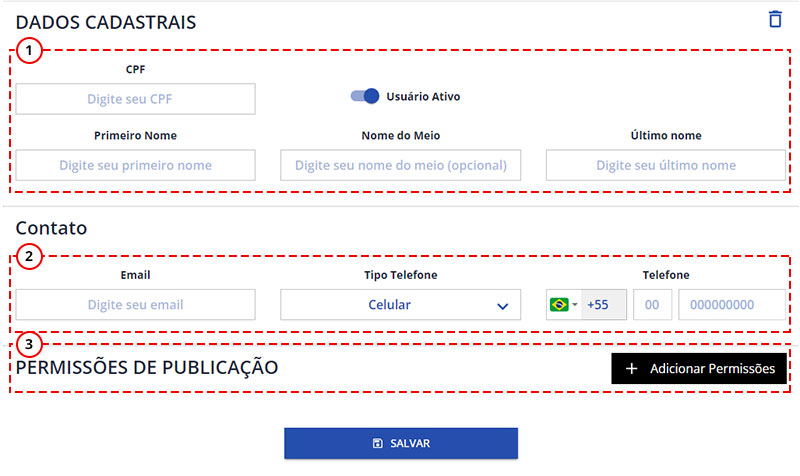 DADOS CADASTRAIS
1
CPF
Digite seu CPF
Usuário Ativo
Primeiro Nome Nome do Meio Último nome
Digite seu primeiro nome Digite seu nome do meio (opcional) Digite seu último nome
Contato
2
Email Tipo Telefone Telefone
Digite seu email Celular +55 00 000000000
3
PERMISSÕES DE PUBLICAÇÃO
+ Adicionar Permissões
SALVAR